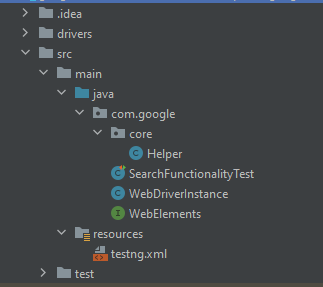 .idea
drivers
src
main
java
com.google
core
Helper
SearchFunctionalityTest
WebDriverInstance
WebElements
resources
testng.xml
test